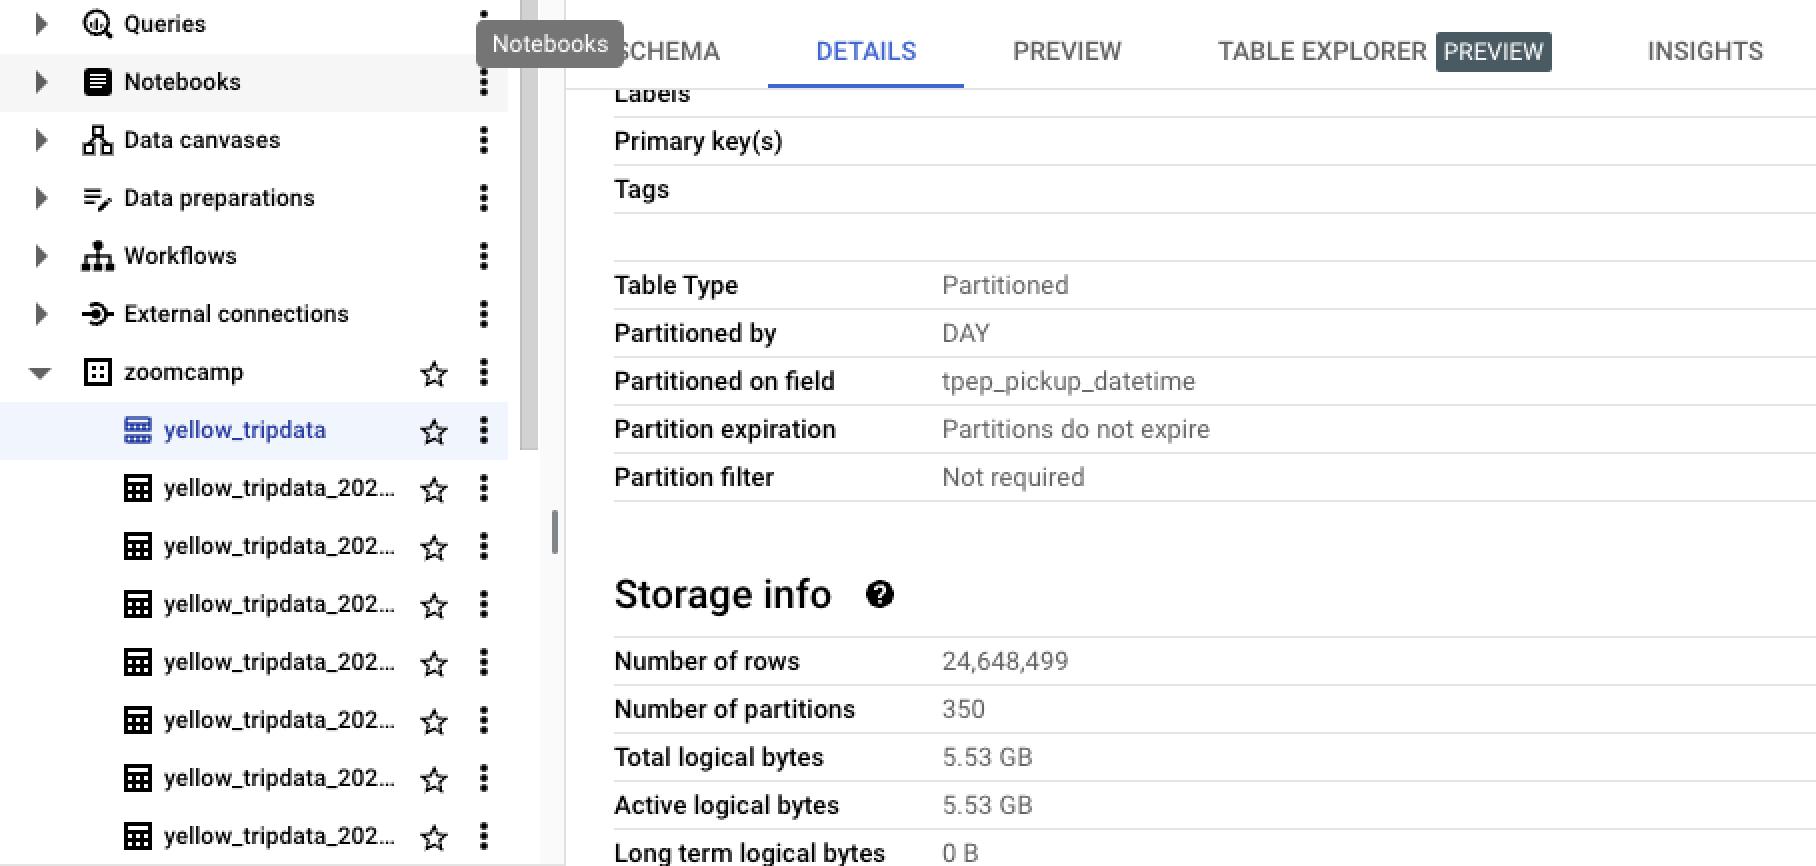 Queries
Notebooks
Notebooks
Data canvases
Data preparations
Workflows
External connections
zoomcamp
yellow_tripdata
yellow_tripdata_202...
yellow_tripdata_202...
yellow_tripdata_202...
yellow_tripdata_202...
yellow_tripdata_202...
yellow_tripdata_202...
yellow_tripdata_202...
SCHEMA DETAILS PREVIEW TABLE EXPLORER PREVIEW INSIGHTS
Labels
Primary key(s)
Tags
Table Type Partitioned
Partitioned by DAY
Partitioned on field tpep_pickup_datetime
Partition expiration Partitions do not expire
Partition filter Not required
Storage info ?
Number of rows 24,648,499
Number of partitions 350
Total logical bytes 5.53 GB
Active logical bytes 5.53 GB
Long term logical bytes 0 B